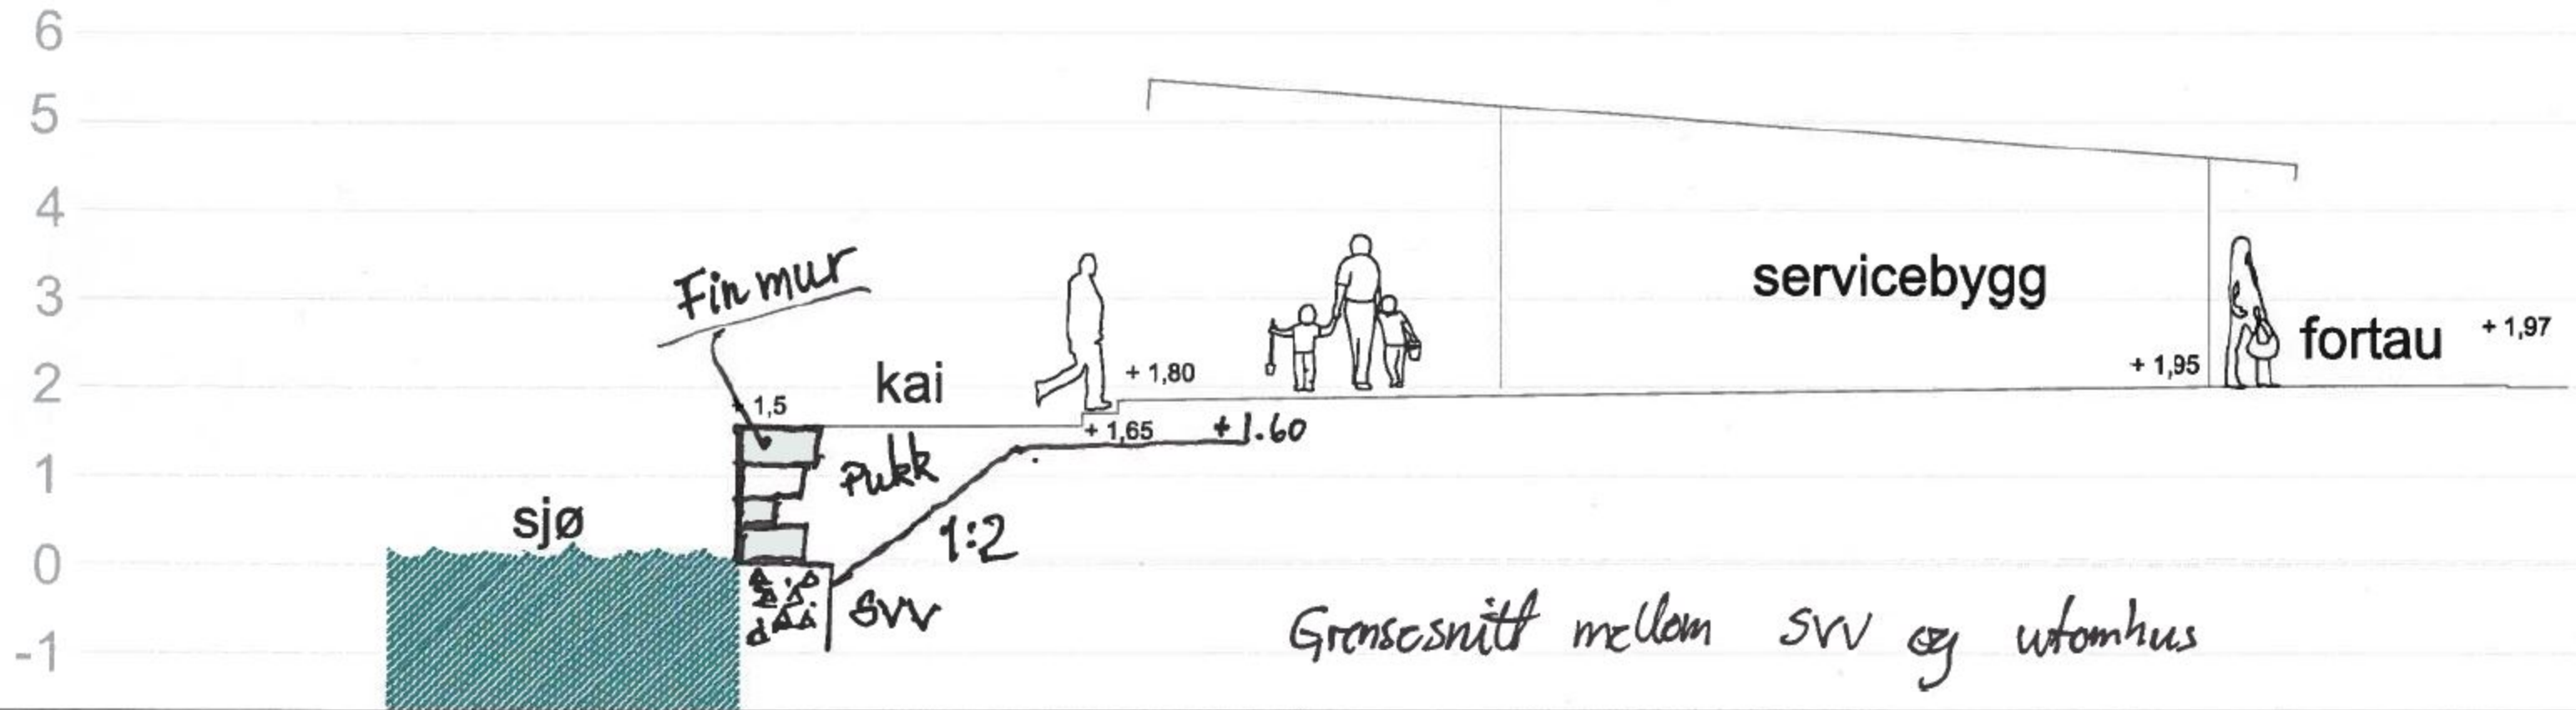 6
5
4
3
2
1
0
-1
Fin mur
servicebygg
fortau
+ 1,97
+ 1,95
kai
+ 1,80
+ 1,5
+ 1,65
+1.60
Pukk
sjø
1:2
SVV
Grensesnitt mellom SVV og utomhus